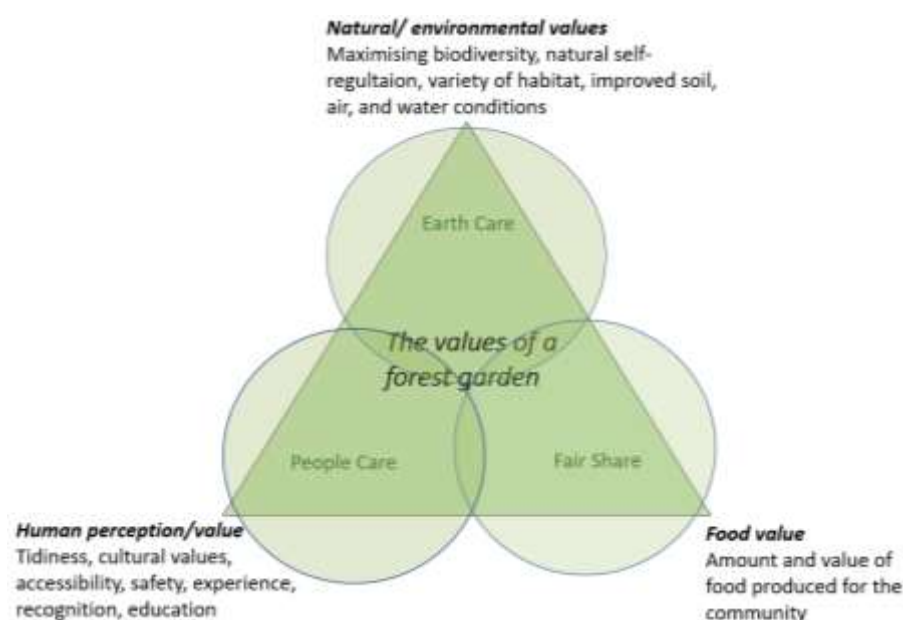 Natural/ environmental values
Maximising biodiversity, natural self-
regultaion, variety of habitat, improved soil,
air, and water conditions
Earth Care
The values of a
forest garden
People Care
Fair Share
Human perception/value
Tidiness, cultural values,
accessibility, safety, experience,
recognition, education
Food value
Amount and value of
food produced for the
community